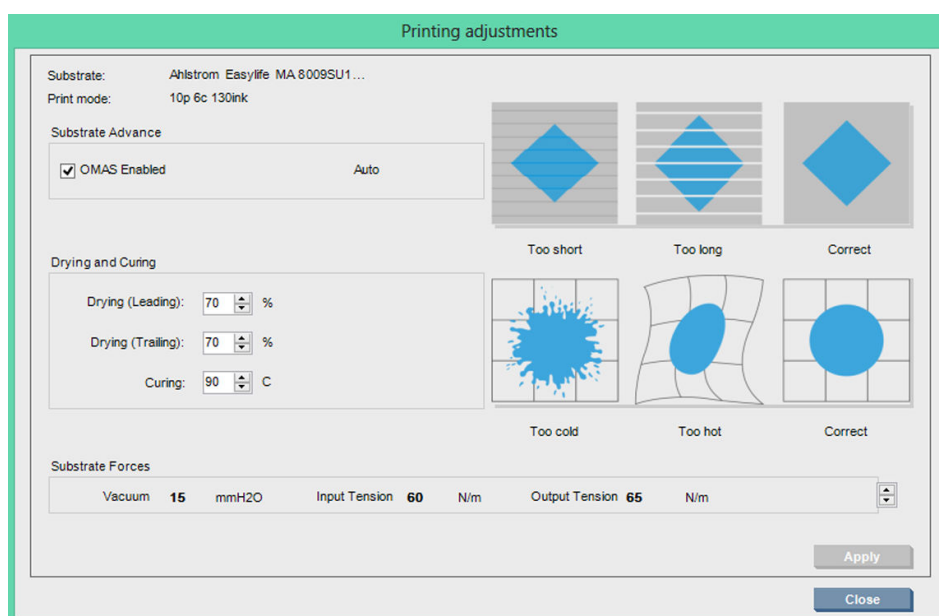 Printing adjustments
Substrate: Ahlstrom Easylife MA 8009SU1...
Print mode: 10p 6c 130ink
Substrate Advance
OMAS Enabled Auto
Too short Too long Correct
Drying and Curing
Drying (Leading): 70 %
Drying (Trailing): 70 %
Curing: 90 C
Too cold Too hot Correct
Substrate Forces
Vacuum 15 mmH2O Input Tension 60 N/m Output Tension 65 N/m
Apply
Close